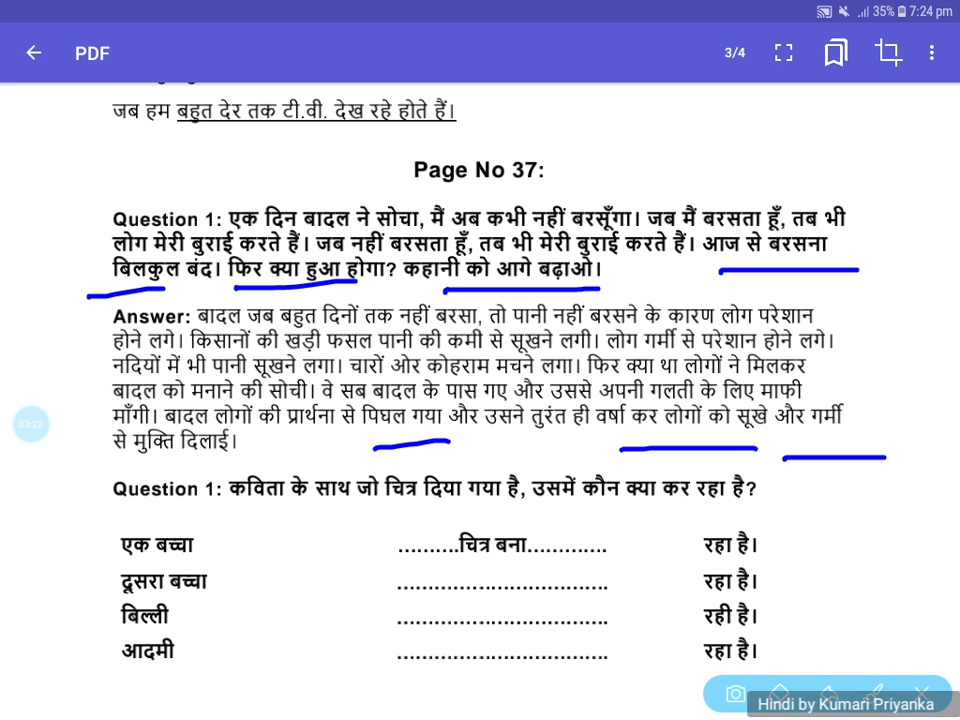 35% 7:24 pm
PDF 3/4
जब हम बहुत देर तक टी.वी. देख रहे होते हैं।
Page No 37:
Question 1: एक दिन बादल ने सोचा, मैं अब कभी नहीं बरसूँगा। जब मैं बरसता हूँ, तब भी
लोग मेरी बुराई करते हैं। जब नहीं बरसता हूँ, तब भी मेरी बुराई करते हैं। आज से बरसना
बिलकुल बंद। फिर क्या हुआ होगा? कहानी को आगे बढ़ाओ।
Answer: बादल जब बहुत दिनों तक नहीं बरसा, तो पानी नहीं बरसने के कारण लोग परेशान
होने लगे। किसानों की खड़ी फसल पानी की कमी से सूखने लगी। लोग गर्मी से परेशान होने लगे।
नदियों में भी पानी सूखने लगा। चारों ओर कोहराम मचने लगा। फिर क्या था लोगों ने मिलकर
बादल को मनाने की सोची। वे सब बादल के पास गए और उससे अपनी गलती के लिए माफी
माँगी। बादल लोगों की प्रार्थना से पिघल गया और उसने तुरंत ही वर्षा कर लोगों को सूखे और गर्मी
से मुक्ति दिलाई।
03:22
Question 1: कविता के साथ जो चित्र दिया गया है, उसमें कौन क्या कर रहा है?
एक बच्चा ..........चित्र बना............. रहा है।
दूसरा बच्चा .................................. रहा है।
बिल्ली .................................. रही है।
आदमी .................................. रहा है।
Hindi by Kumari Priyanka